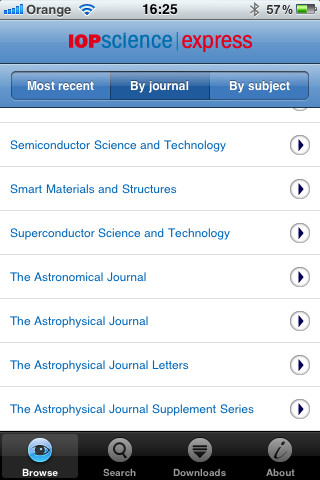 Orange 16:25 57%
IOPscience|express
Most recent By journal By subject
Semiconductor Science and Technology
Smart Materials and Structures
Superconductor Science and Technology
The Astronomical Journal
The Astrophysical Journal
The Astrophysical Journal Letters
The Astrophysical Journal Supplement Series
Browse Search Downloads About